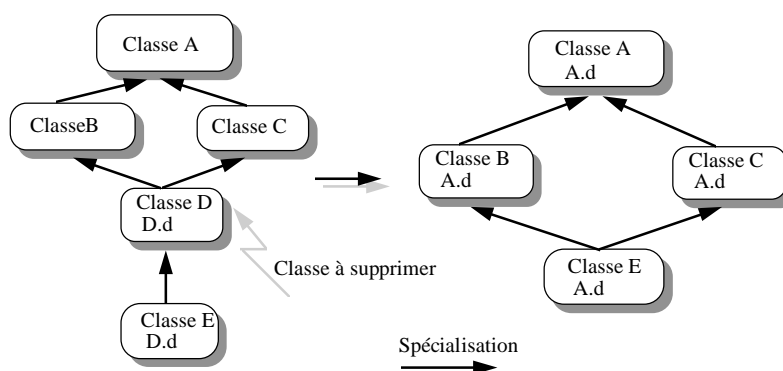 Classe A
ClasseB
Classe C
Classe D
D.d
Classe à supprimer
Classe E
D.d
Classe A
A.d
Classe B
A.d
Classe C
A.d
Classe E
A.d
Spécialisation